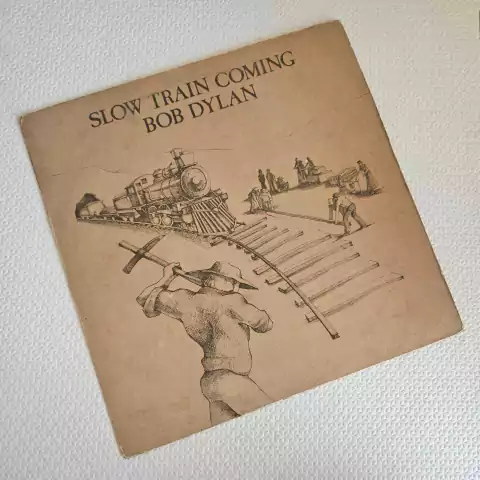 SLOW TRAIN COMING
BOB DYLAN